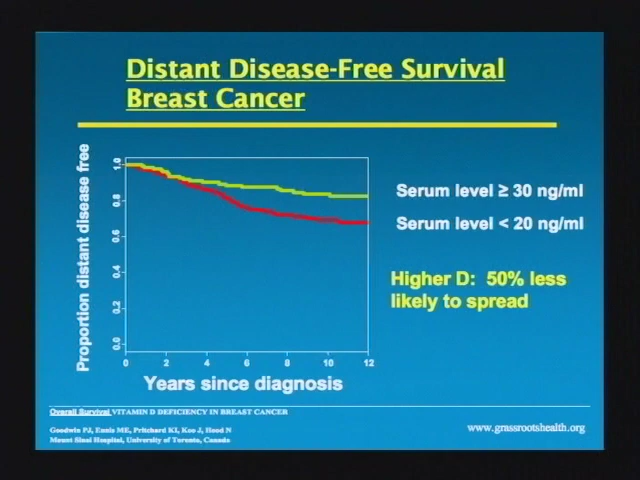 Distant Disease-Free Survival
Breast Cancer
Proportion distant disease free
1.0
0.8
0.6
0.4
0.2
0.0
0 2 4 6 8 10 12
Years since diagnosis
Serum level ≥ 30 ng/ml
Serum level < 20 ng/ml
Higher D: 50% less
likely to spread
Overall Survival VITAMIN D DEFICIENCY IN BREAST CANCER
Goodwin PJ, Ennis ME, Pritchard KI, Koo J, Hood N
Mount Sinai Hospital, University of Toronto, Canada
www.grassrootshealth.org